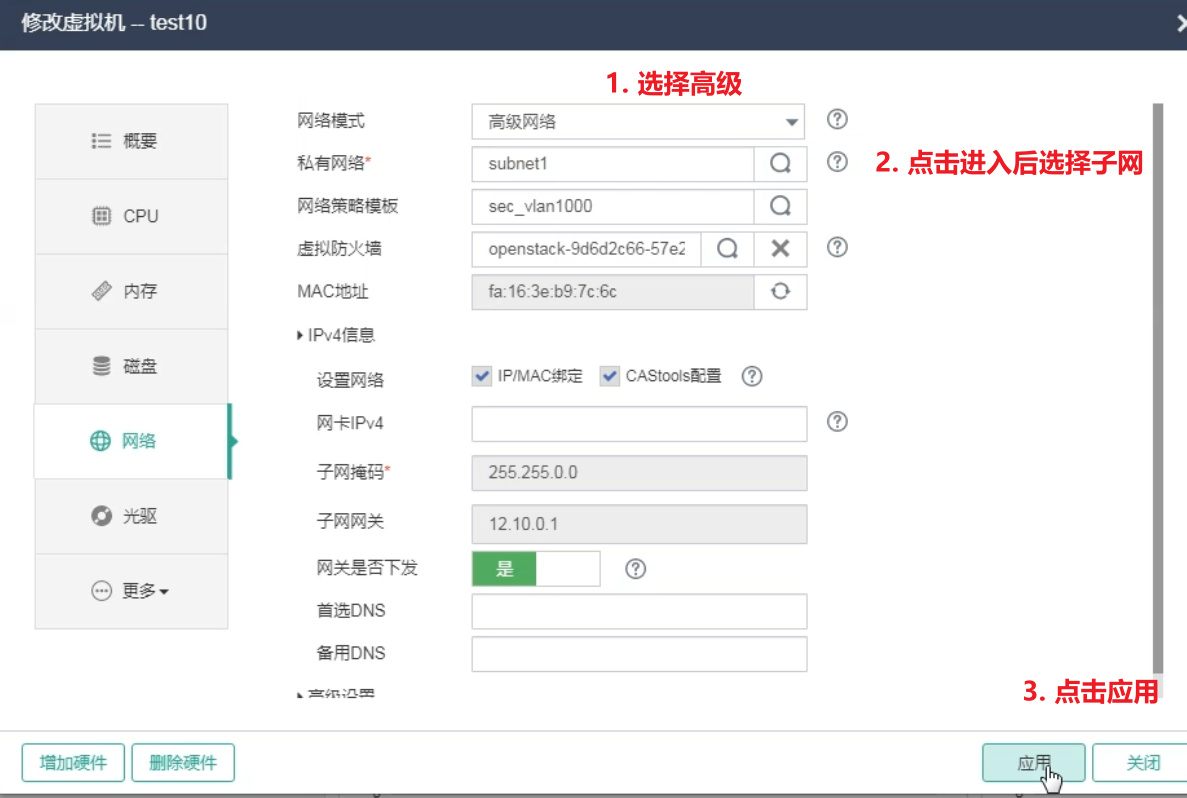 修改虚拟机 -- test10
1. 选择高级
概要
CPU
内存
磁盘
网络
光驱
更多
网络模式 高级网络
私有网络* subnet1
2. 点击进入后选择子网
网络策略模板 sec_vlan1000
虚拟防火墙 openstack-9d6d2c66-57e2
MAC地址 fa:16:3e:b9:7c:6c
IPv4信息
设置网络 IP/MAC绑定 CAStools配置
网卡IPv4
子网掩码* 255.255.0.0
子网网关 12.10.0.1
网关是否下发 是
首选DNS
备用DNS
高级设置
3. 点击应用
增加硬件 删除硬件 应用 关闭